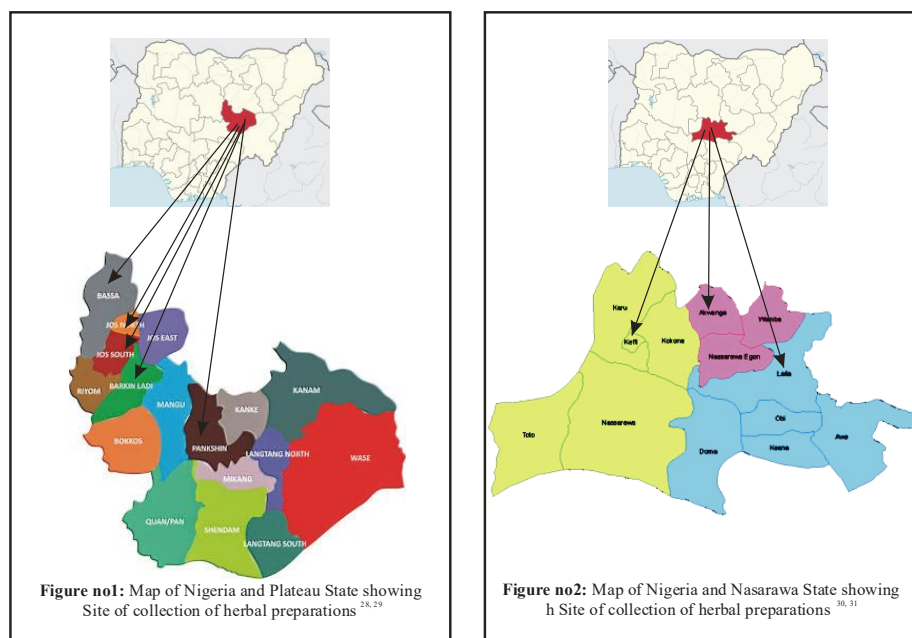 BASSA
JOS NORTH
JOS EAST
JOS SOUTH
RIYOM
BARKIN LADI
MANGU
KANAM
KANKE
BOKKOS
PANKSHIN
LANGTANG NORTH
WASE
MIKANG
QUAN/PAN
SHENDAM
LANGTANG SOUTH
Figure no1: Map of Nigeria and Plateau State showing
Site of collection of herbal preparations 28, 29
Karu
Akwanga
Wamba
Keffi
Kokona
Nassarawa Egon
Lafia
Toto
Nassarawa
Obi
Doma
Keana
Awe
Figure no2: Map of Nigeria and Nasarawa State showing
h Site of collection of herbal preparations 30, 31